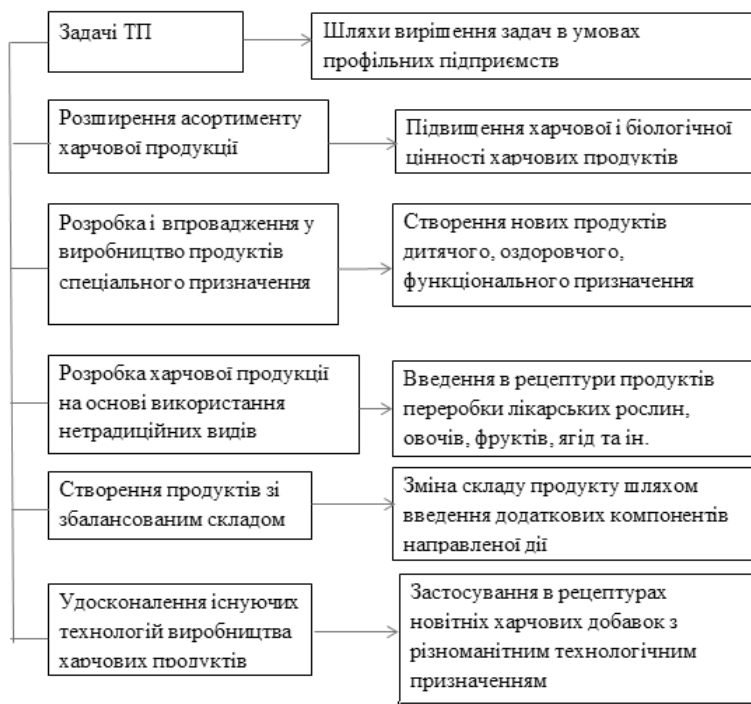 Задачі ТП
Шляхи вирішення задач в умовах
профільних підприємств
Розширення асортименту
харчової продукції
Підвищення харчової і біологічної
цінності харчових продуктів
Розробка і впровадження у
виробництво продуктів
спеціального призначення
Створення нових продуктів
дитячого, оздоровчого,
функціонального призначення
Розробка харчової продукції
на основі використання
нетрадиційних видів
Введення в рецептури продуктів
переробки лікарських рослин,
овочів, фруктів, ягід та ін.
Створення продуктів зі
збалансованим складом
Зміна складу продукту шляхом
введення додаткових компонентів
направленої дії
Удосконалення існуючих
технологій виробництва
харчових продуктів
Застосування в рецептурах
новітніх харчових добавок з
різноманітним технологічним
призначенням